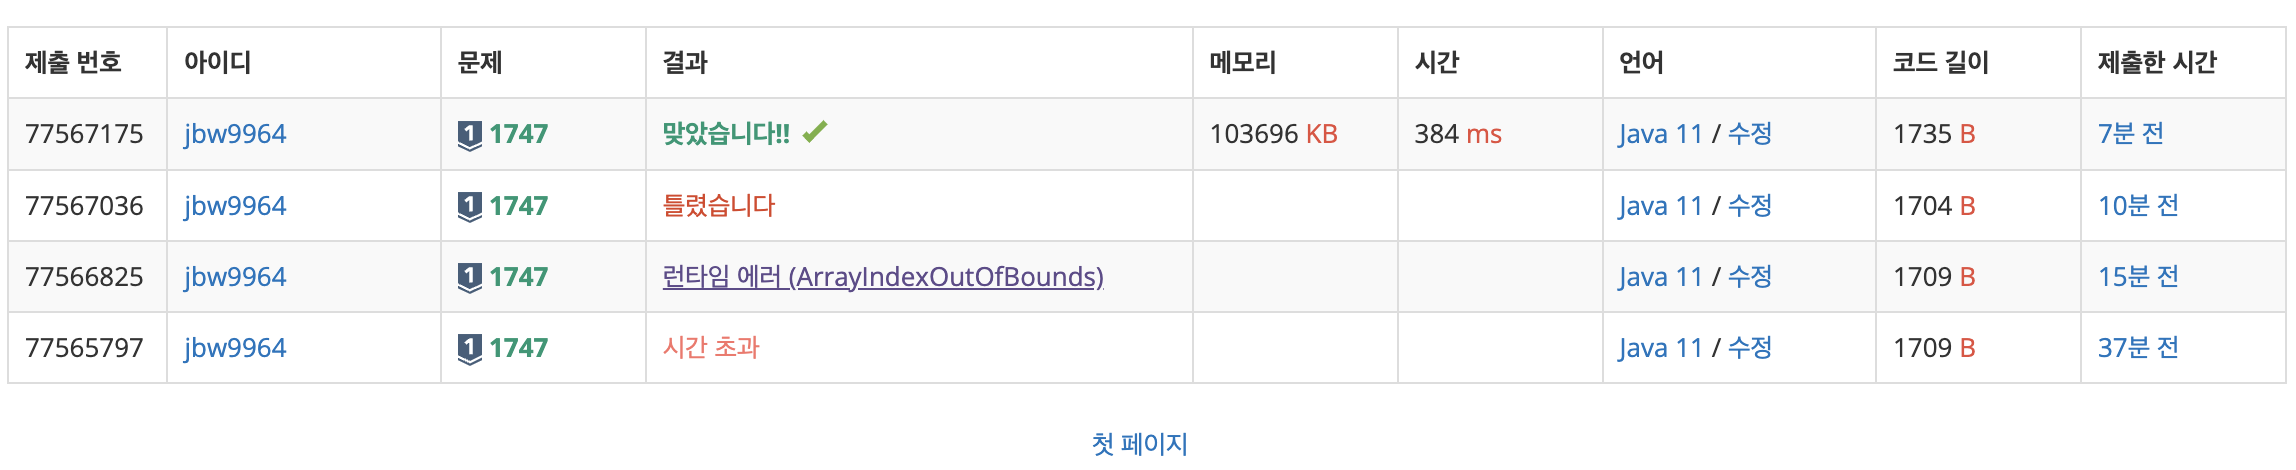 제출 번호 아이디 문제 결과 메모리 시간 언어 코드 길이 제출한 시간
77567175 jbw9964 1 1747 맞았습니다!! 103696 KB 384 ms Java 11 / 수정 1735 B 7분 전
77567036 jbw9964 1 1747 틀렸습니다 Java 11 / 수정 1704 B 10분 전
77566825 jbw9964 1 1747 런타임 에러 (ArrayIndexOutOfBounds) Java 11 / 수정 1709 B 15분 전
77565797 jbw9964 1 1747 시간 초과 Java 11 / 수정 1709 B 37분 전
첫 페이지